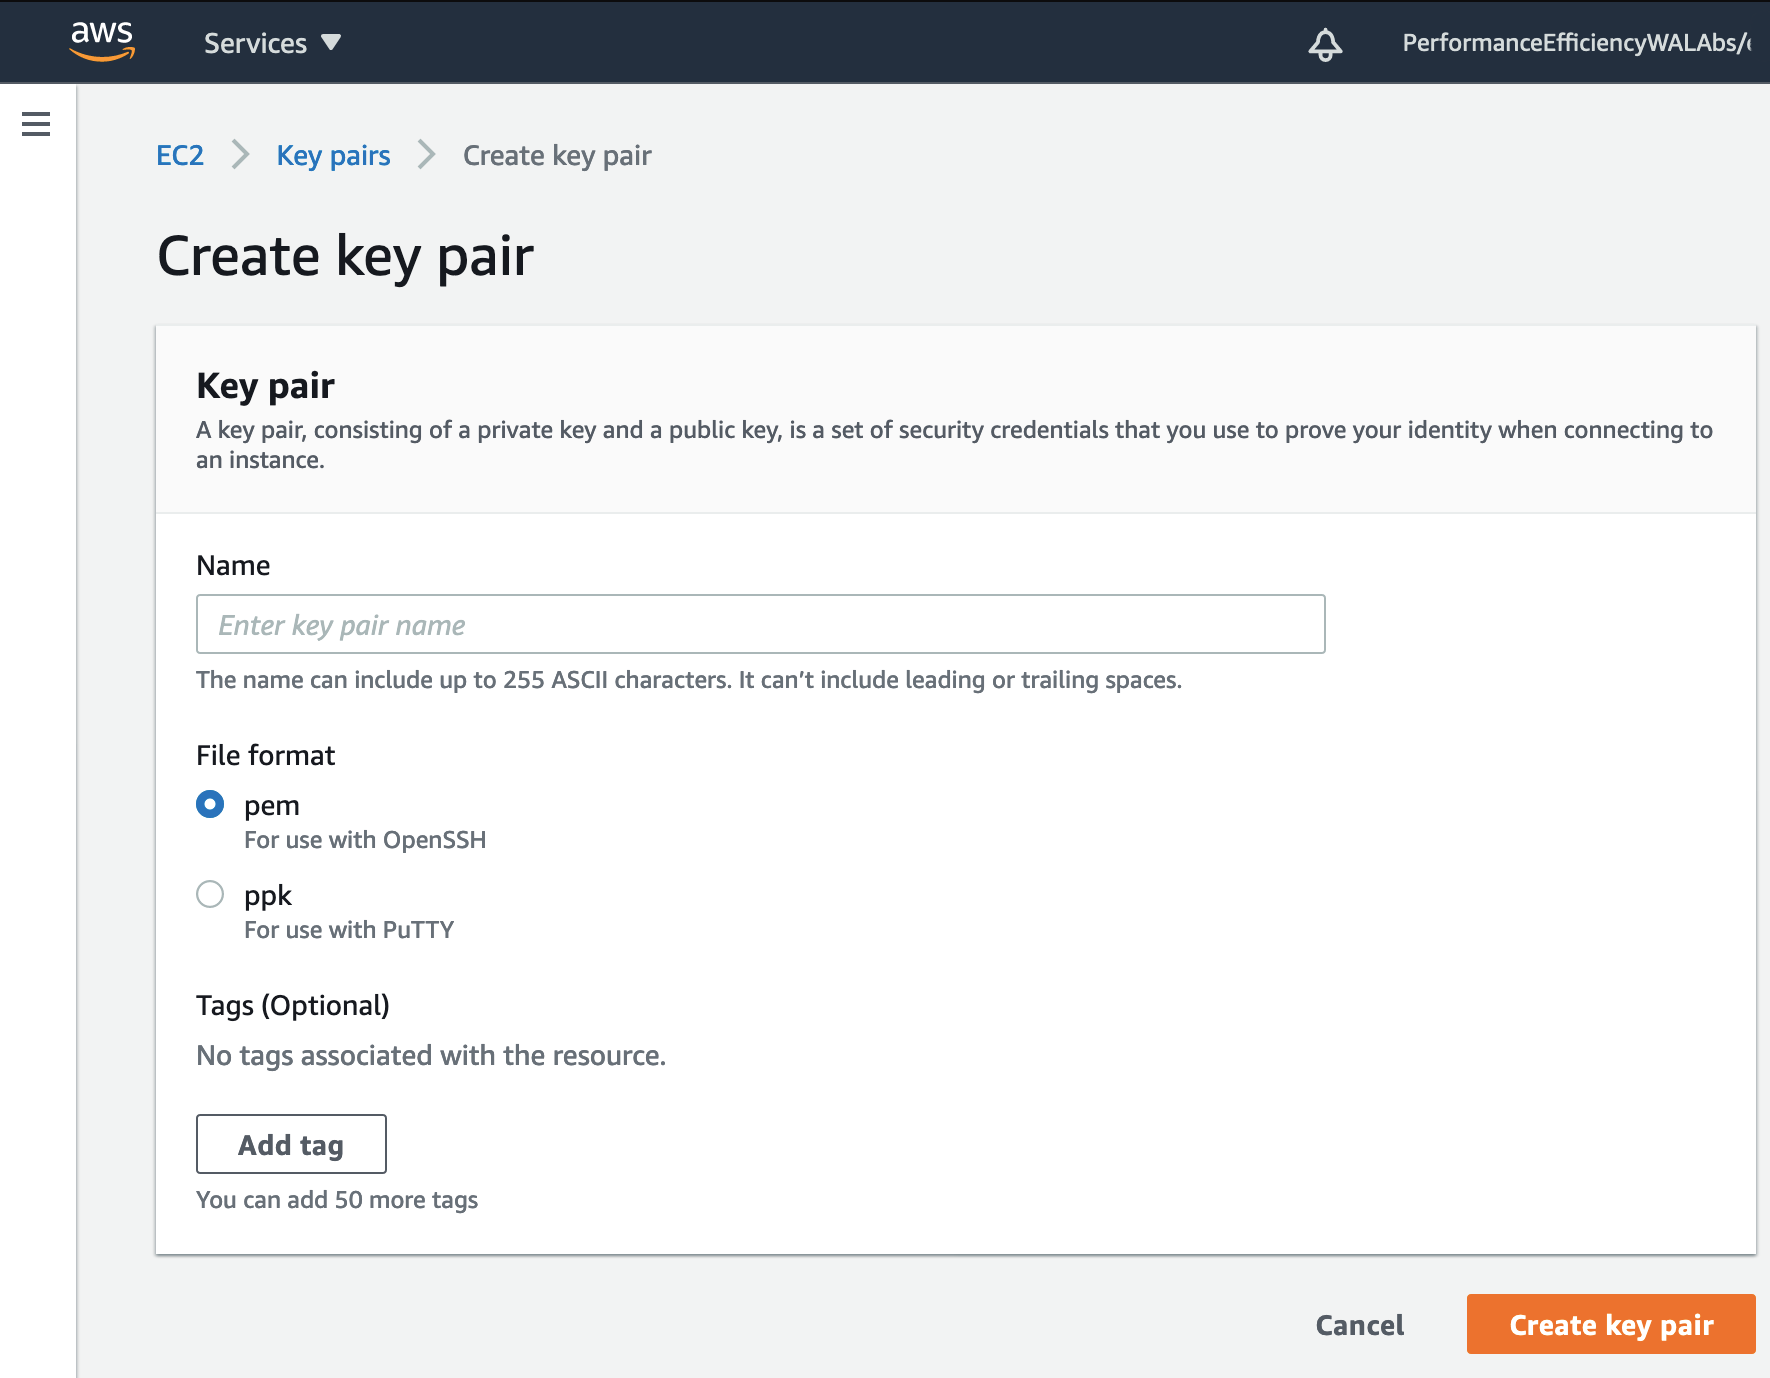 aws
Services
PerformanceEfficiencyWALAbs/
EC2 Key pairs Create key pair
Create key pair
Key pair
A key pair, consisting of a private key and a public key, is a set of security credentials that you use to prove your identity when connecting to
an instance.
Name
Enter key pair name
The name can include up to 255 ASCII characters. It can’t include leading or trailing spaces.
File format
pem
For use with OpenSSH
ppk
For use with PuTTY
Tags (Optional)
No tags associated with the resource.
Add tag
You can add 50 more tags
Cancel Create key pair